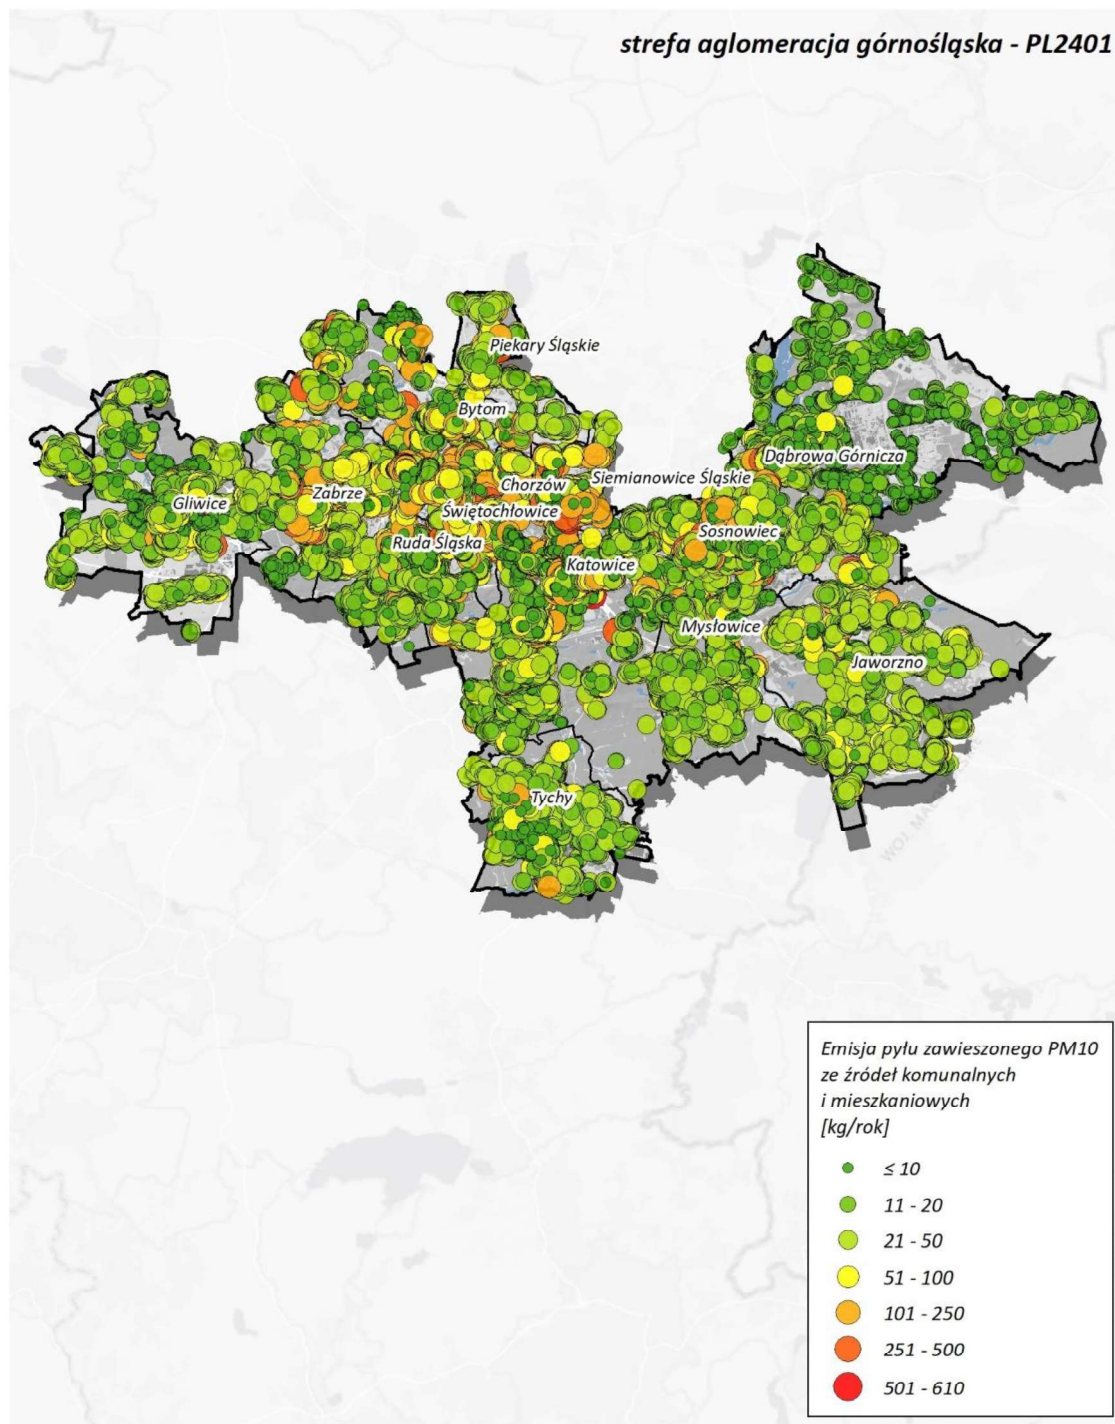 strefa aglomeracja górnośląska - PL2401
Piekary Śląskie
Bytom
Siemianowice Śląskie
Dąbrowa Górnicza
Chorzów
Zabrze
Gliwice
Świętochłowice
Sosnowiec
Ruda Śląska
Katowice
Mysłowice
Jaworzno
Tychy
Emisja pyłu zawieszonego PM10
ze źródeł komunalnych
i mieszkaniowych
[kg/rok]
≤ 10
11 - 20
21 - 50
51 - 100
101 - 250
251 - 500
501 - 610